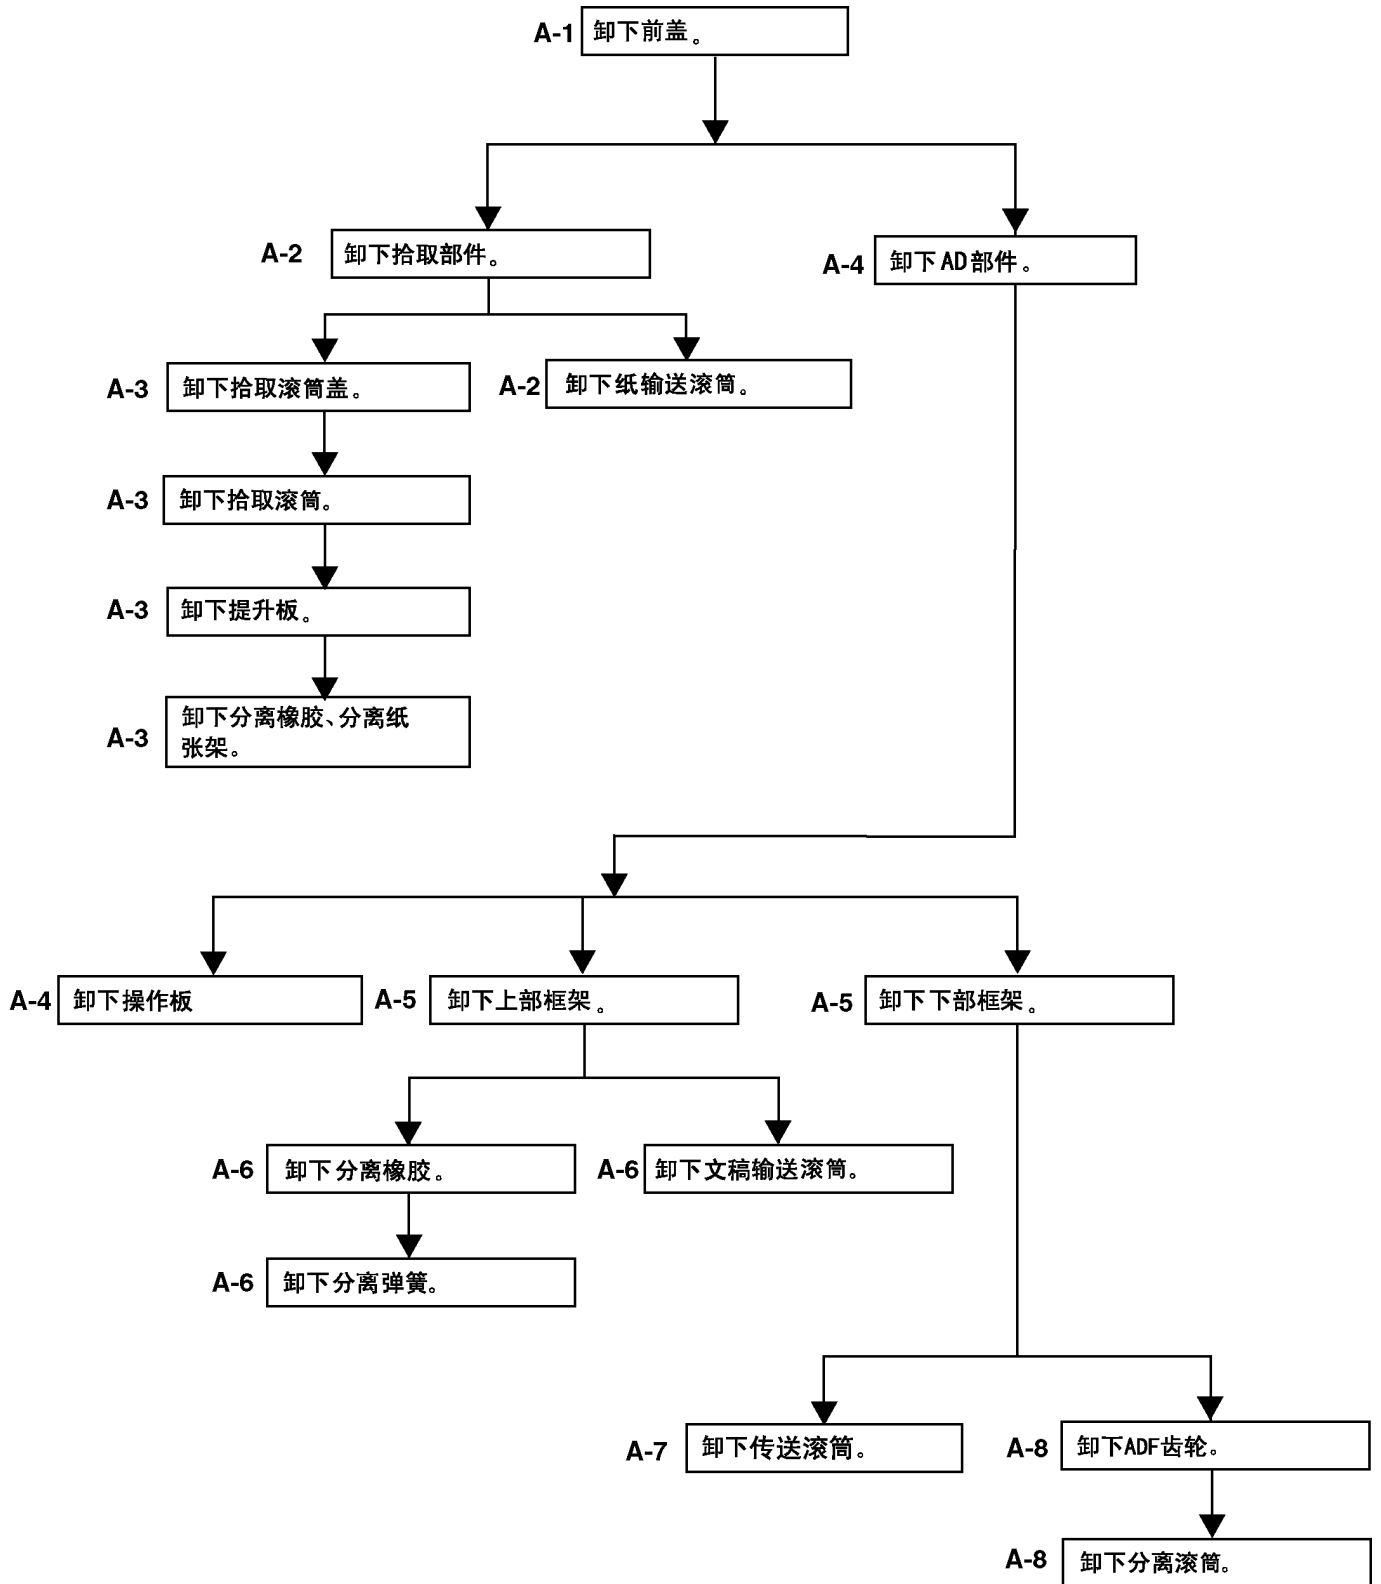 A-1 卸下前盖。
A-2 卸下拾取部件。
A-4 卸下AD部件。
A-3 卸下拾取滚筒盖。
A-2 卸下纸输送滚筒。
A-3 卸下拾取滚筒。
A-3 卸下提升板。
A-3 卸下分离橡胶、分离纸
张架。
A-4 卸下操作板
A-5 卸下上部框架。
A-5 卸下下部框架。
A-6 卸下分离橡胶。
A-6 卸下文稿输送滚筒。
A-6 卸下分离弹簧。
A-7 卸下传送滚筒。
A-8 卸下ADF齿轮。
A-8 卸下分离滚筒。